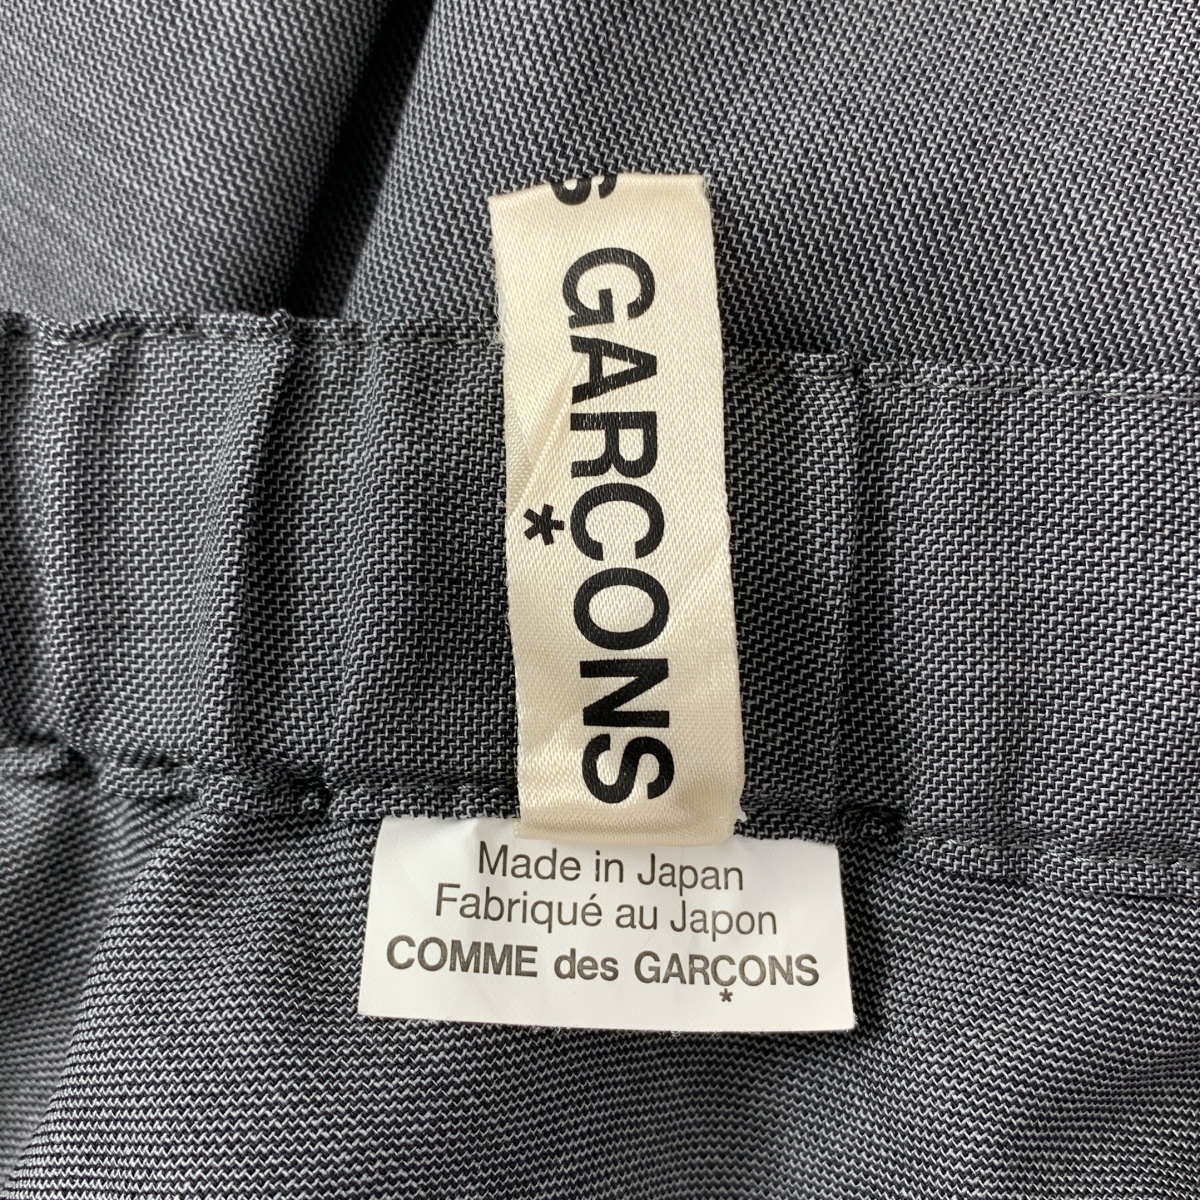 S GARÇONS
*
Made in Japan
Fabriqué au Japon
COMME des GARÇONS
*